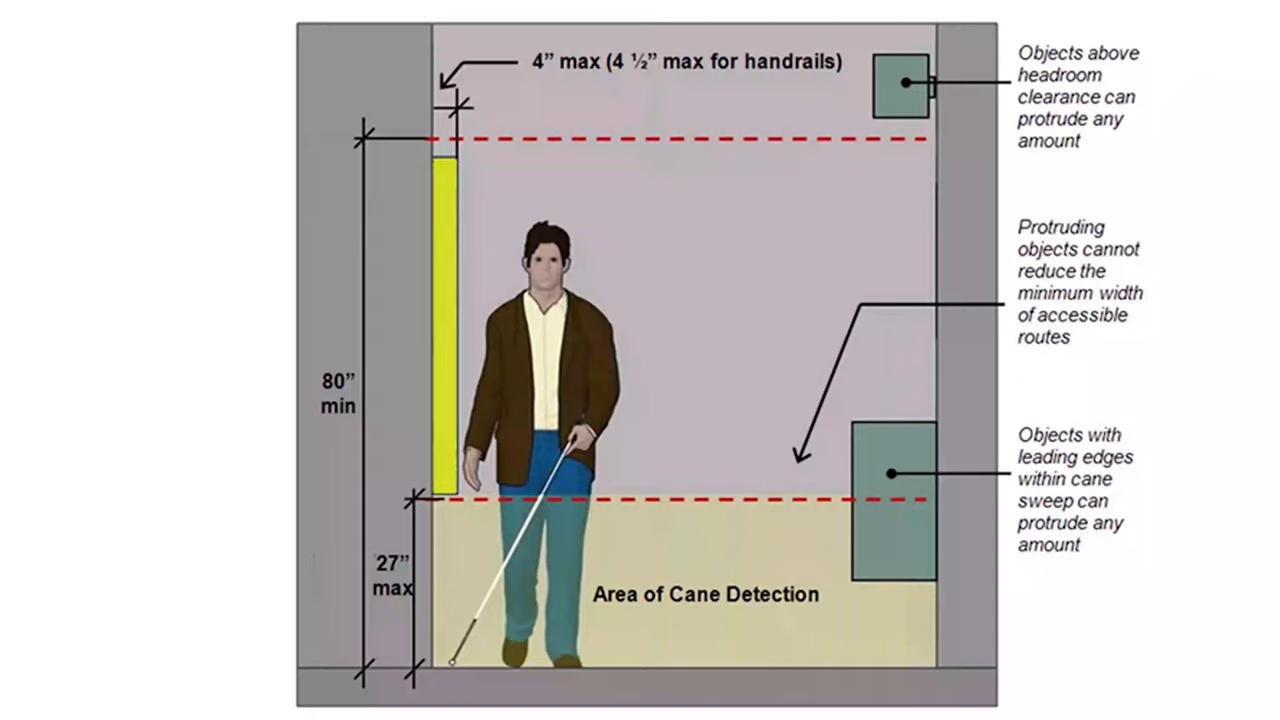 4” max (4 ½” max for handrails)
Objects above
headroom
clearance can
protrude any
amount
Protruding
objects cannot
reduce the
minimum width
of accessible
routes
80”
min
Objects with
leading edges
within cane
sweep can
protrude any
amount
27”
max
Area of Cane Detection